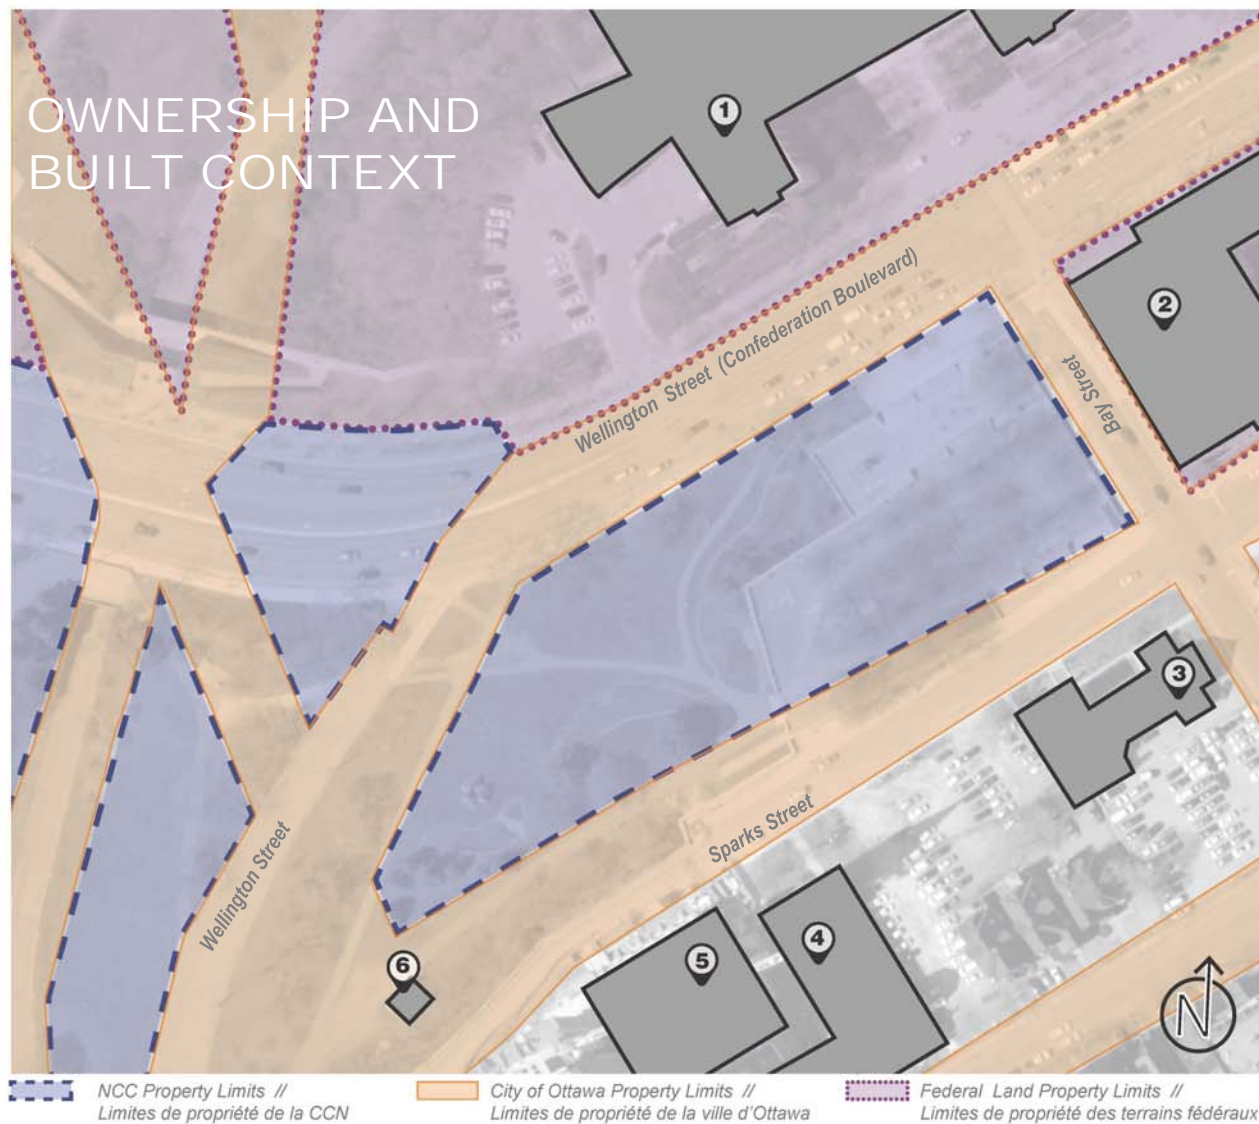 OWNERSHIP AND
BUILT CONTEXT
1
2
Wellington Street (Confederation Boulevard)
Bay Street
3
Sparks Street
Wellington Street
4
5
6
N
NCC Property Limits //
Limites de propriété de la CCN
City of Ottawa Property Limits //
Limites de propriété de la ville d'Ottawa
Federal Land Property Limits //
Limites de propriété des terrains fédéraux